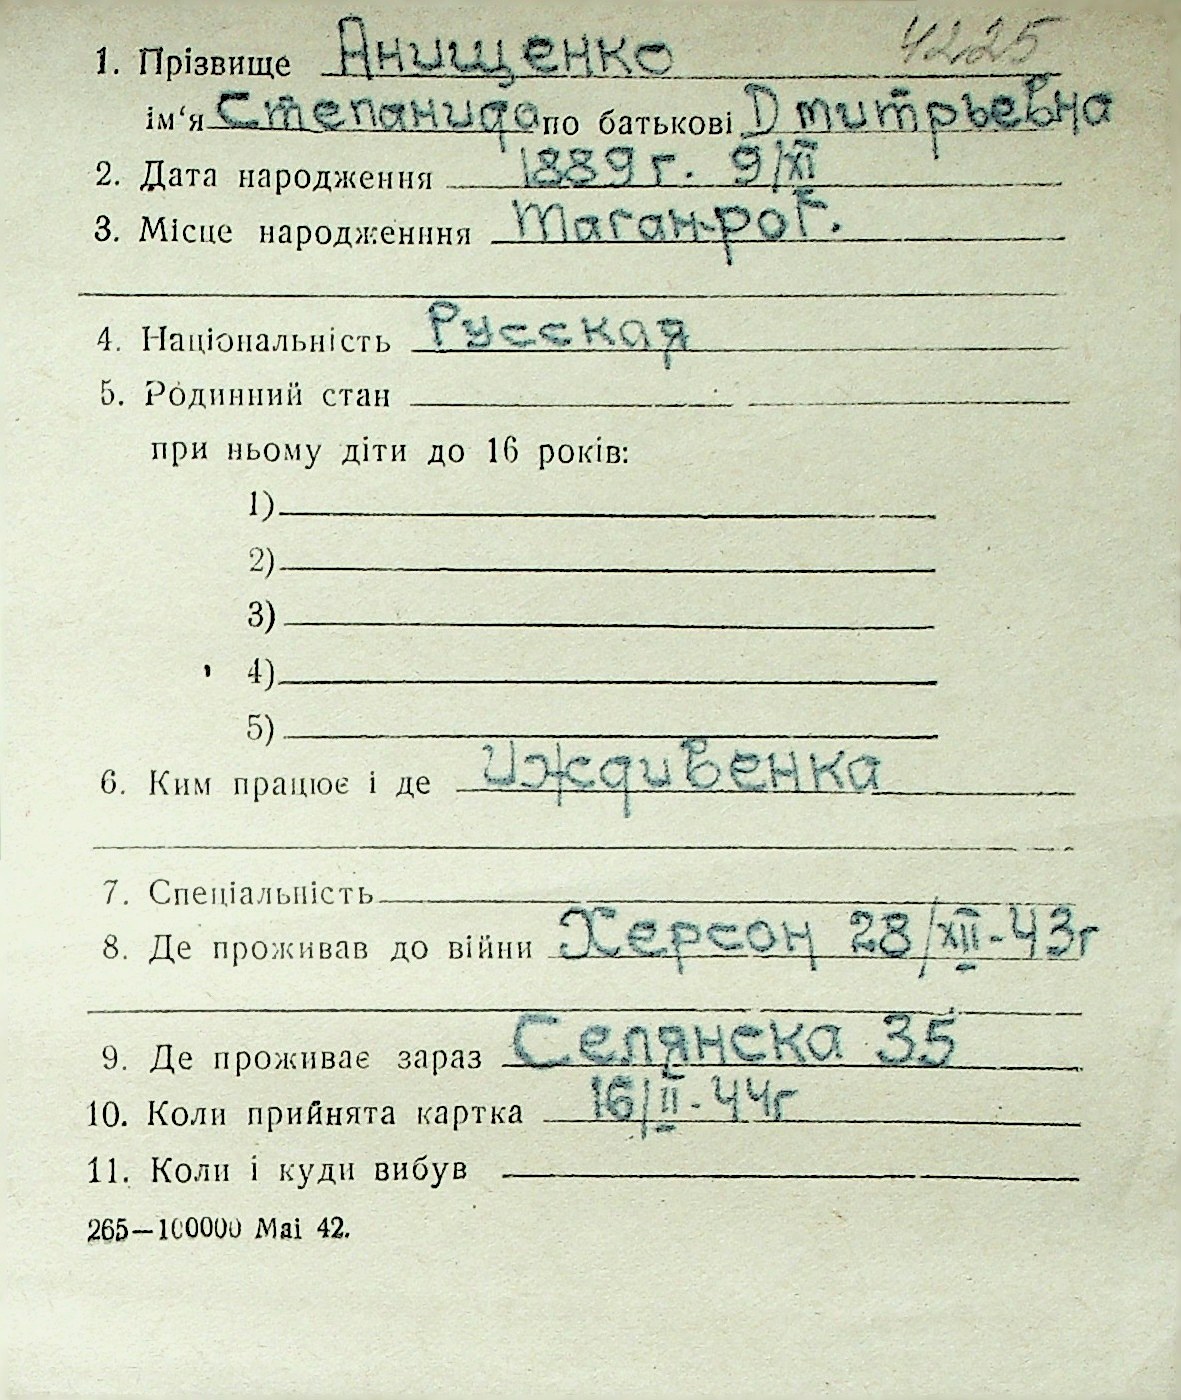 4225
1. Прізвище Анищенко
ім‘я Степанида по батькові Дмитрьевна
2. Дата народження 1889 г. 9/XI
3. Місце народженння Таганрог.
4. Національність Русская
5. Родинний стан
при ньому діти до 16 років:
1)
2)
3)
4)
5)
6. Ким працює і де Иждивенка
7. Спеціальність
8. Де проживав до війни Херсон 28/XII-43г
9. Де проживає зараз Селянска 35
10. Коли прийнята картка 16/II-44г
11. Коли і куди вибув
265—100000 Mai 42.